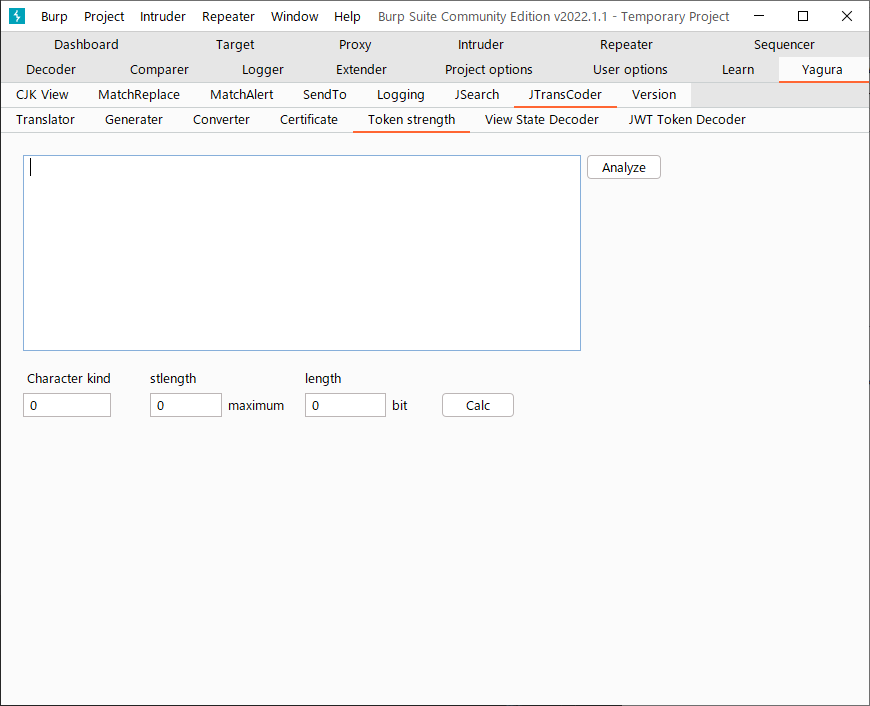 Burp Project Intruder Repeater Window Help Burp Suite Community Edition v2022.1.1 - Temporary Project
Dashboard Target Proxy Intruder Repeater Sequencer
Decoder Comparer Logger Extender Project options User options Learn Yagura
CJK View MatchReplace MatchAlert SendTo Logging JSearch JTransCoder Version
Translator Generater Converter Certificate Token strength View State Decoder JWT Token Decoder
Analyze
Character kind stlength length
0 0 maximum 0 bit Calc